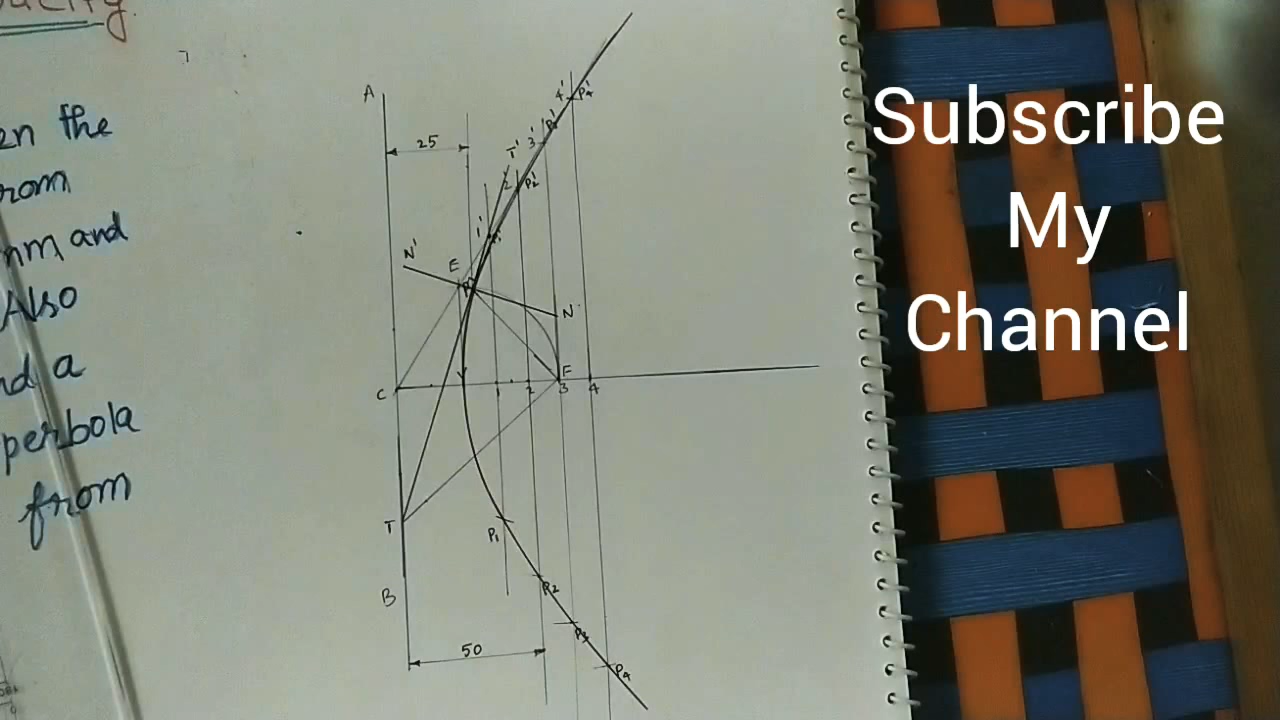 en the
rom
nm, and
Also
nd a
perbola
from
A
25
4' P4'
3' P3'
T'
2' P2'
1'
N'
E
N
C
1 2 3 4
F
T
P1
B
P2
P3
50
P4
Subscribe
My
Channel